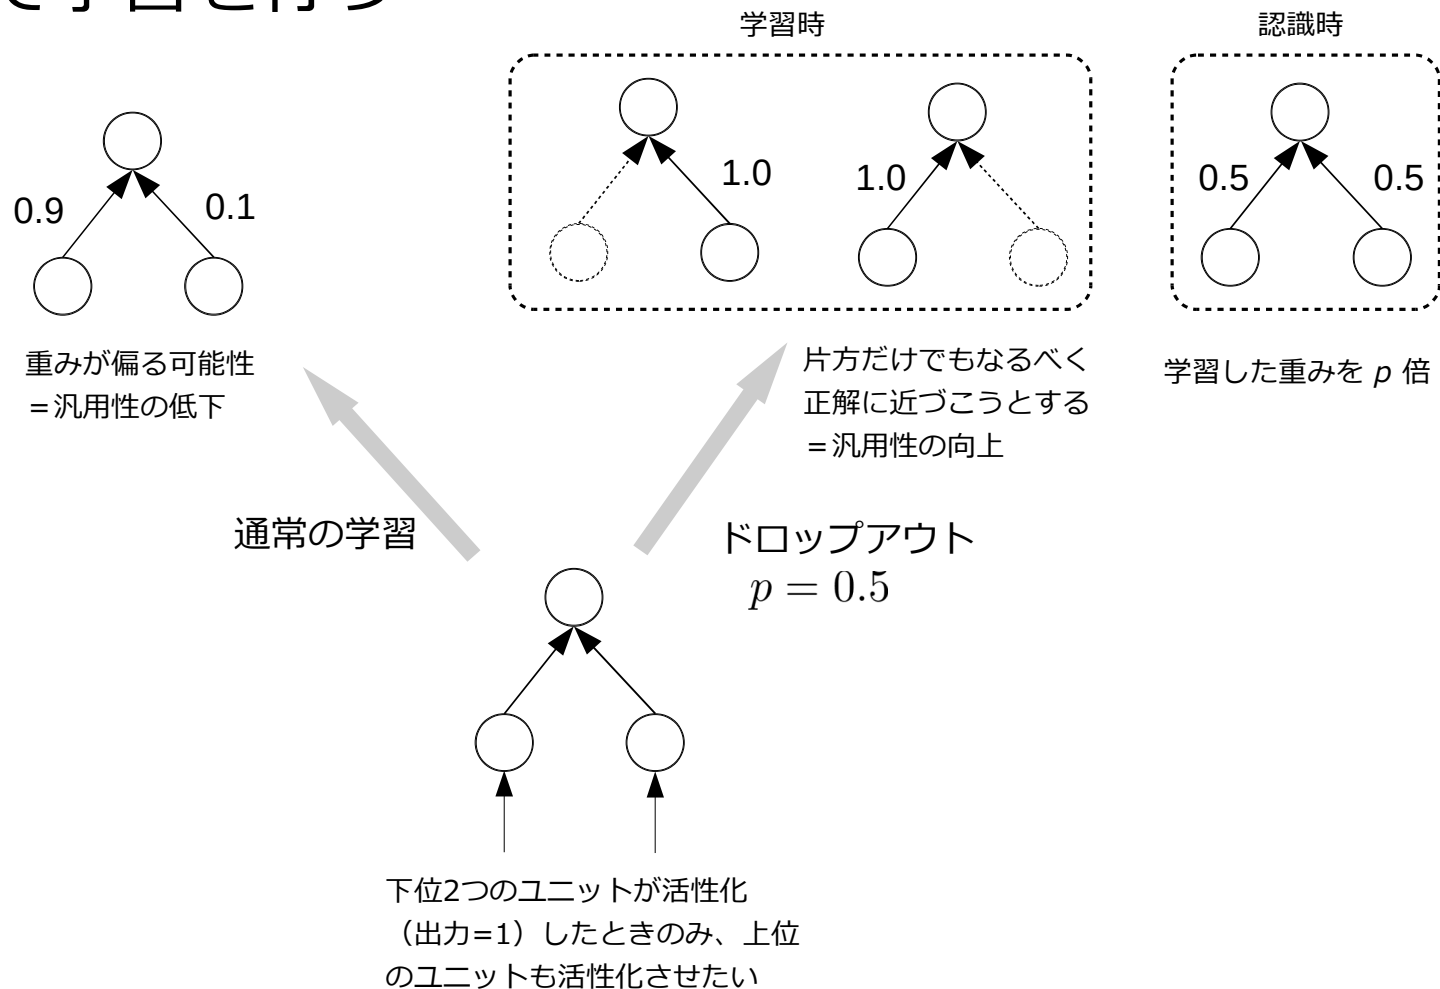 学習時
認識時
0.9
0.1
1.0
1.0
0.5
0.5
重みが偏る可能性
＝汎用性の低下
片方だけでもなるべく
正解に近づこうとする
＝汎用性の向上
学習した重みを p 倍
通常の学習
ドロップアウト
p = 0.5
下位2つのユニットが活性化
（出力=1）したときのみ、上位
のユニットも活性化させたい